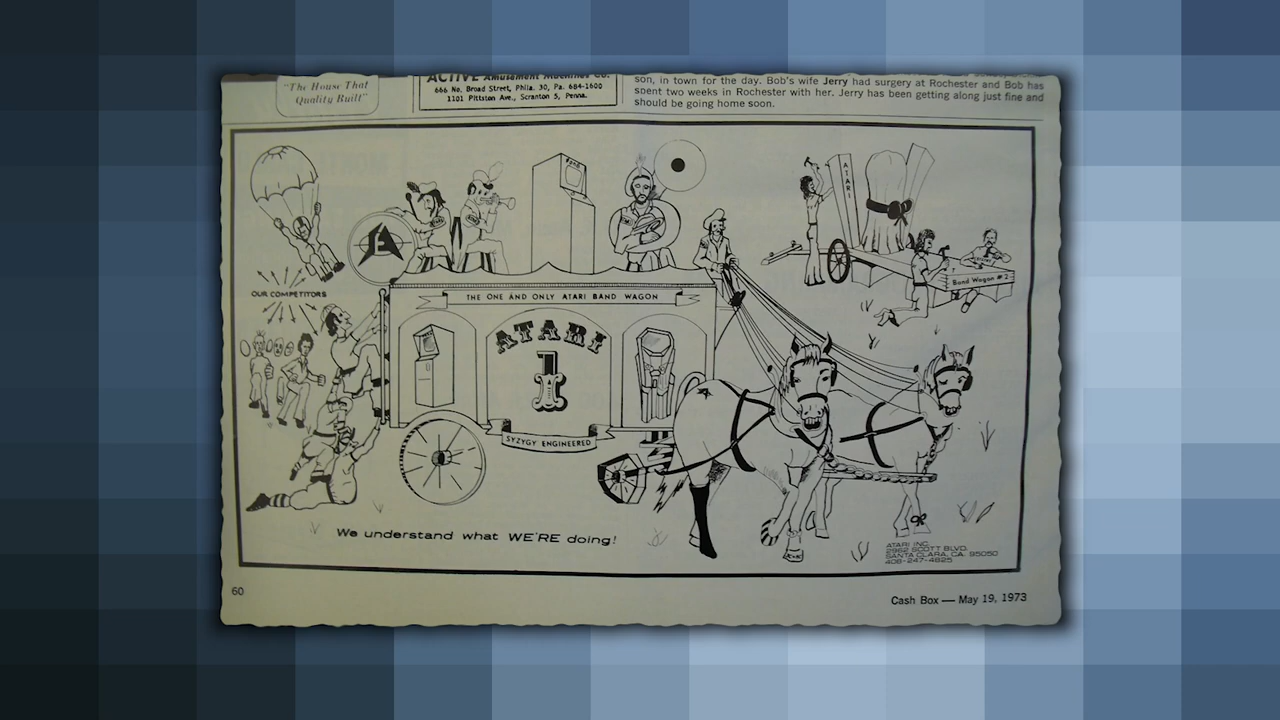 "The House That
Quality Built"
ACTIVE Amusement Machines Co.
666 No. Broad Street, Phila. 30, Pa. 684-1600
1101 Pittston Ave., Scranton 5, Penna.
son, in town for the day. Bob's wife Jerry had surgery at Rochester and Bob has
spent two weeks in Rochester with her. Jerry has been getting along just fine and
should be going home soon.
PONG
ATARI
E
OUR COMPETITORS
Band Wagon #2
THE ONE AND ONLY ATARI BAND WAGON
ATARI
1
SYZYGY ENGINEERED
We understand what WE'RE doing!
ATARI INC.
2962 SCOTT BLVD.
SANTA CLARA, CA. 95050
408-247-4825
60
Cash Box — May 19, 1973